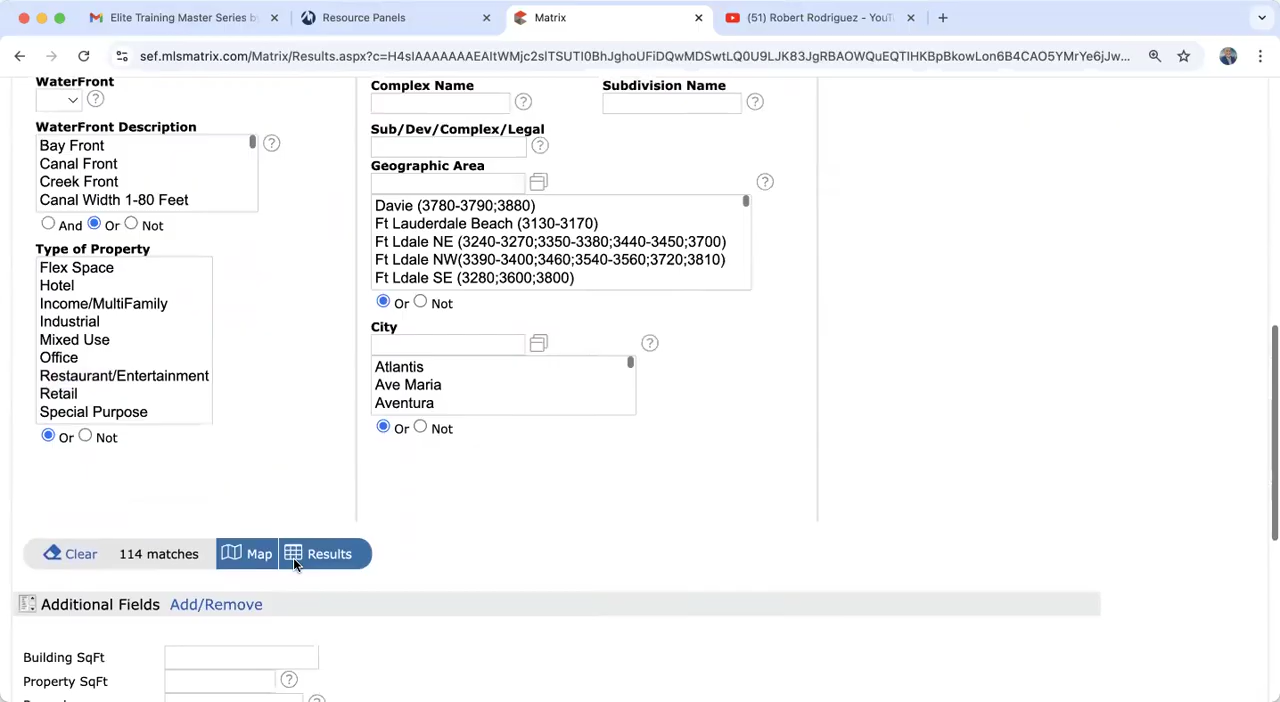 Elite Training Master Series by
Resource Panels
Matrix
(51) Robert Rodriguez - YouT
sef.mlsmatrix.com/Matrix/Results.aspx?c=H4sIAAAAAAAEAItWMjc2slTSUTI0BhJghoUFiDQwMDSwtLQ0U9LJK83JgRBAOWQuEQTIHKBpBkowLon6B4CAO5YMrYe6jJw...
WaterFront
WaterFront Description
Bay Front
Canal Front
Creek Front
Canal Width 1-80 Feet
And Or Not
Type of Property
Flex Space
Hotel
Income/MultiFamily
Industrial
Mixed Use
Office
Restaurant/Entertainment
Retail
Special Purpose
Or Not
Complex Name
Subdivision Name
Sub/Dev/Complex/Legal
Geographic Area
Davie (3780-3790;3880)
Ft Lauderdale Beach (3130-3170)
Ft Ldale NE (3240-3270;3350-3380;3440-3450;3700)
Ft Ldale NW(3390-3400;3460;3540-3560;3720;3810)
Ft Ldale SE (3280;3600;3800)
Or Not
City
Atlantis
Ave Maria
Aventura
Or Not
Clear 114 matches Map Results
Additional Fields Add/Remove
Building SqFt
Property SqFt